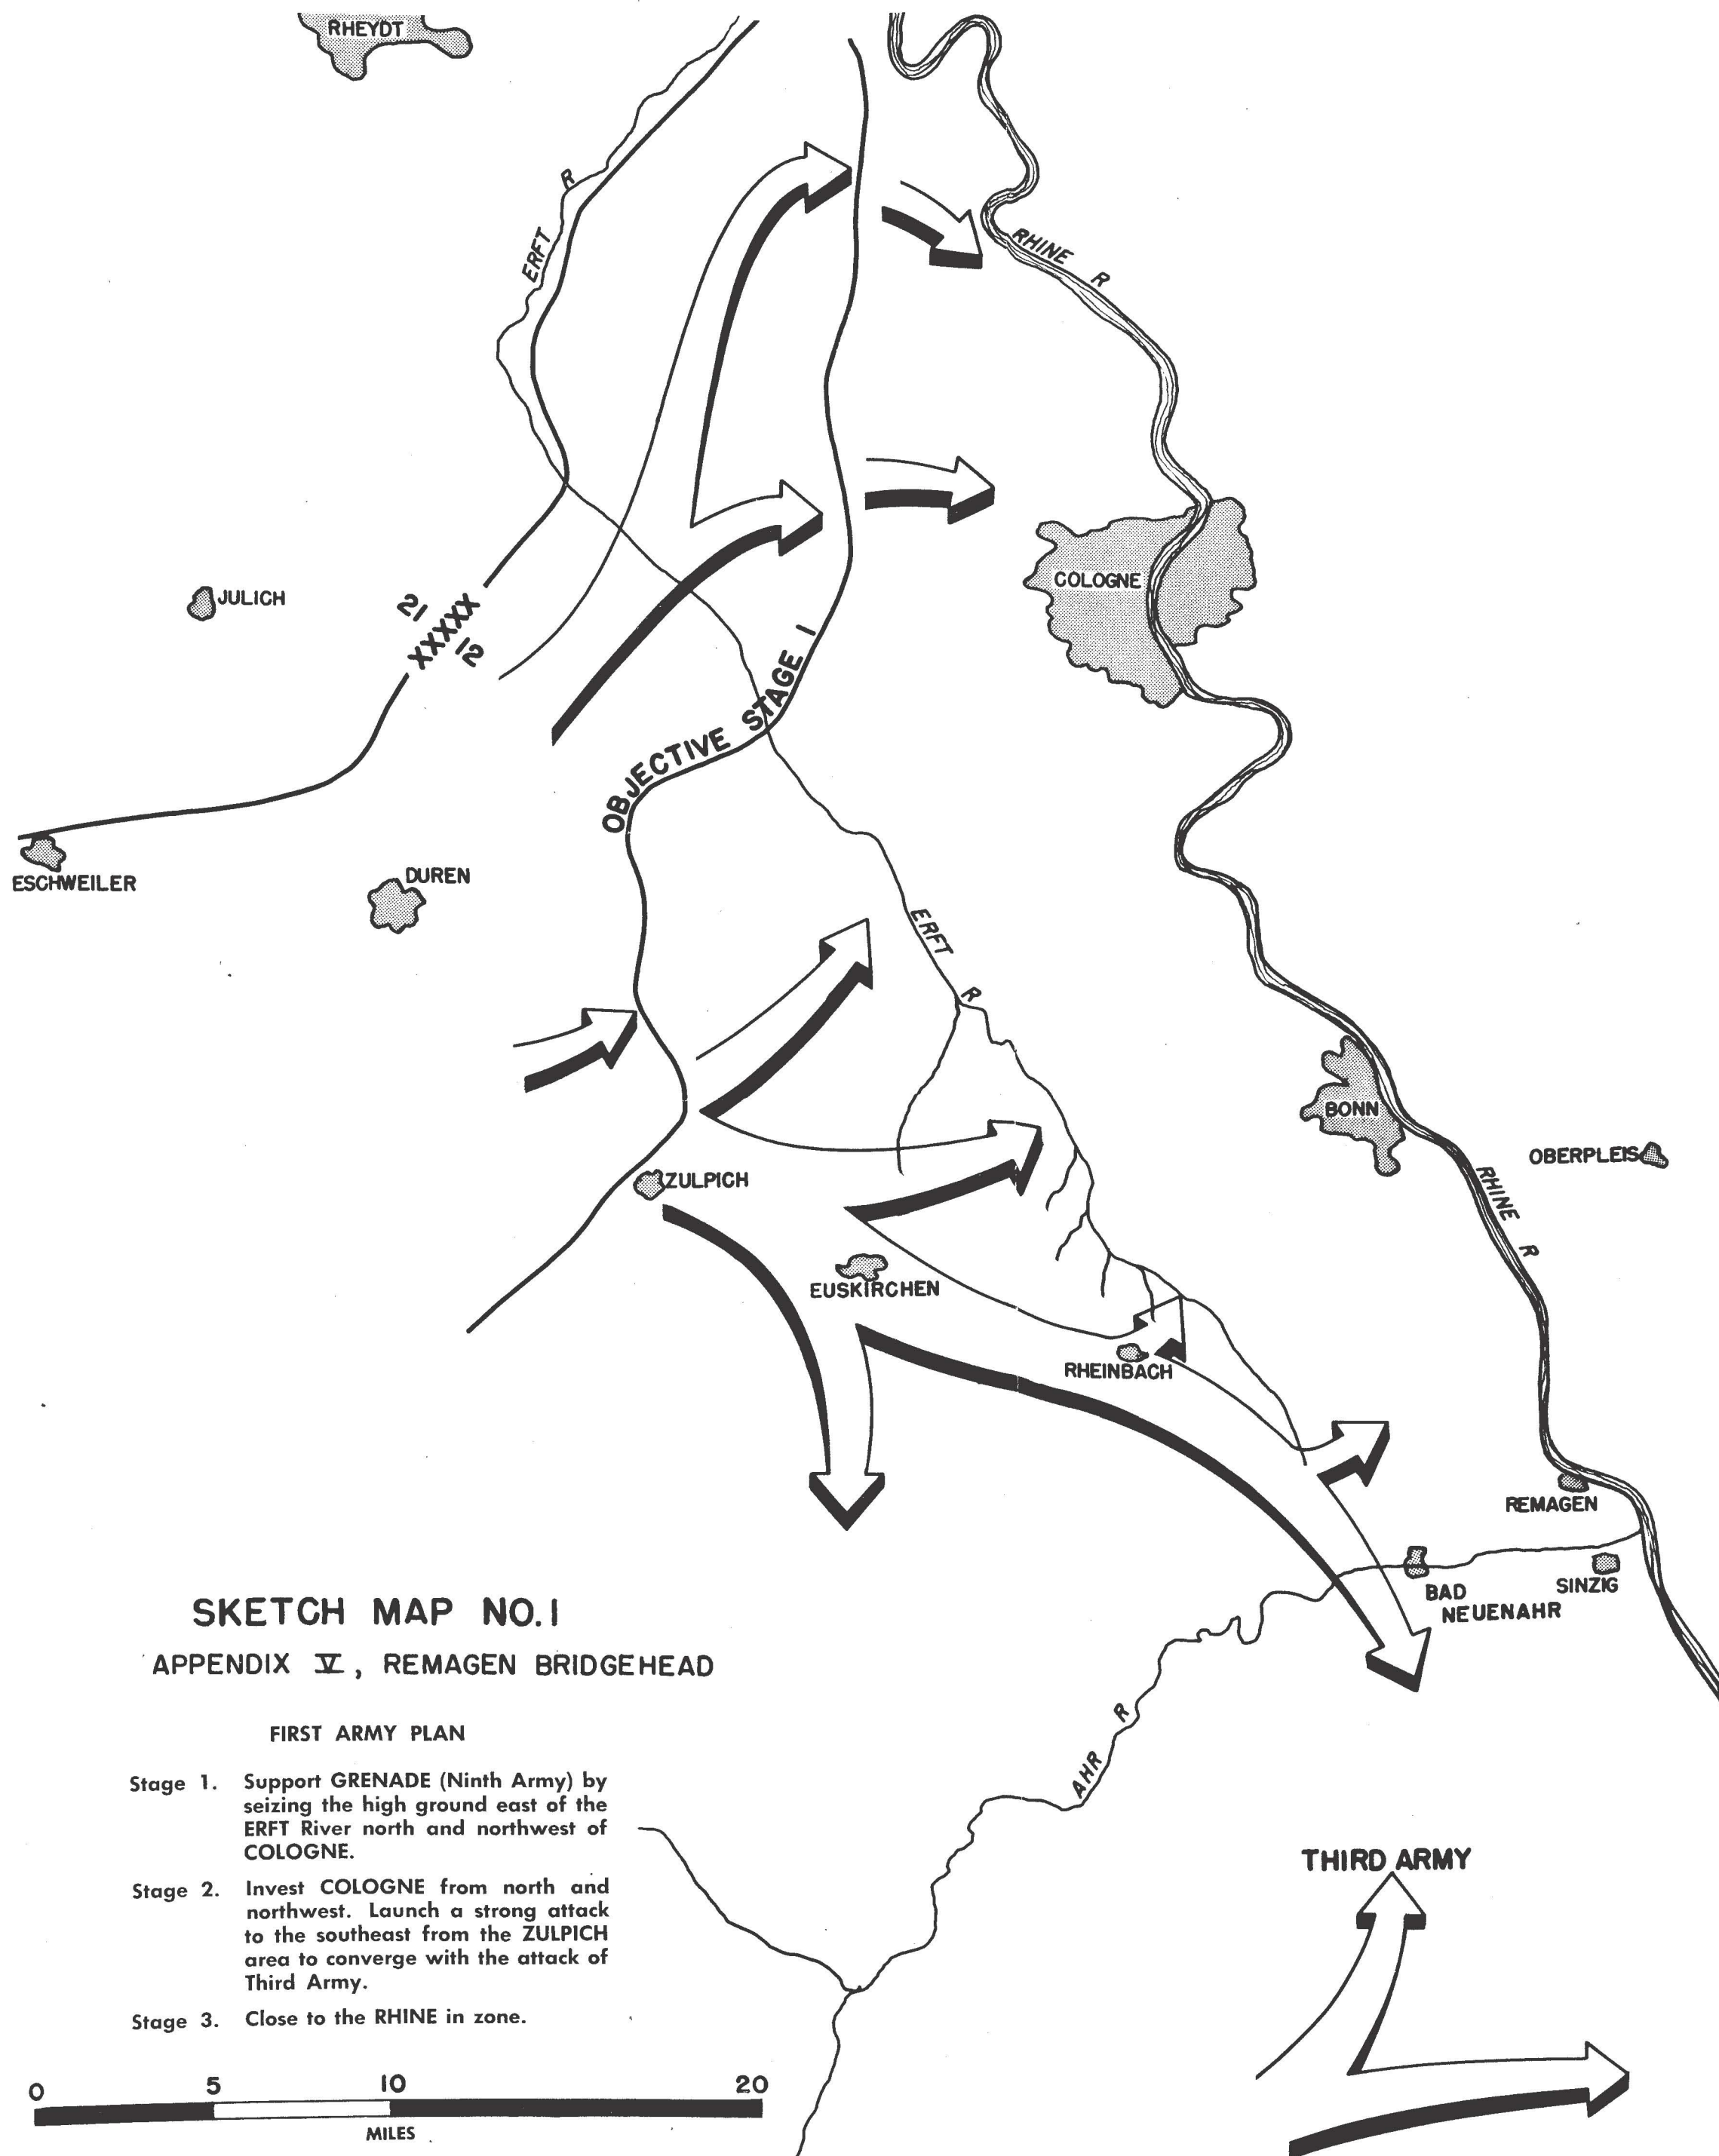 RHEYDT
ERFT R
RHINE R
JULICH
21
XXXXX
12
COLOGNE
OBJECTIVE STAGE I
ESCHWEILER
DUREN
ERFT R
BONN
OBERPLEIS
ZULPICH
RHINE R
EUSKIRCHEN
RHEINBACH
REMAGEN
SINZIG
BAD
NEUENAHR
AHR R
SKETCH MAP NO. I
APPENDIX V, REMAGEN BRIDGEHEAD
FIRST ARMY PLAN
Stage 1. Support GRENADE (Ninth Army) by
seizing the high ground east of the
ERFT River north and northwest of
COLOGNE.
Stage 2. Invest COLOGNE from north and
northwest. Launch a strong attack
to the southeast from the ZULPICH
area to converge with the attack of
Third Army.
Stage 3. Close to the RHINE in zone.
THIRD ARMY
0 5 10 20
MILES